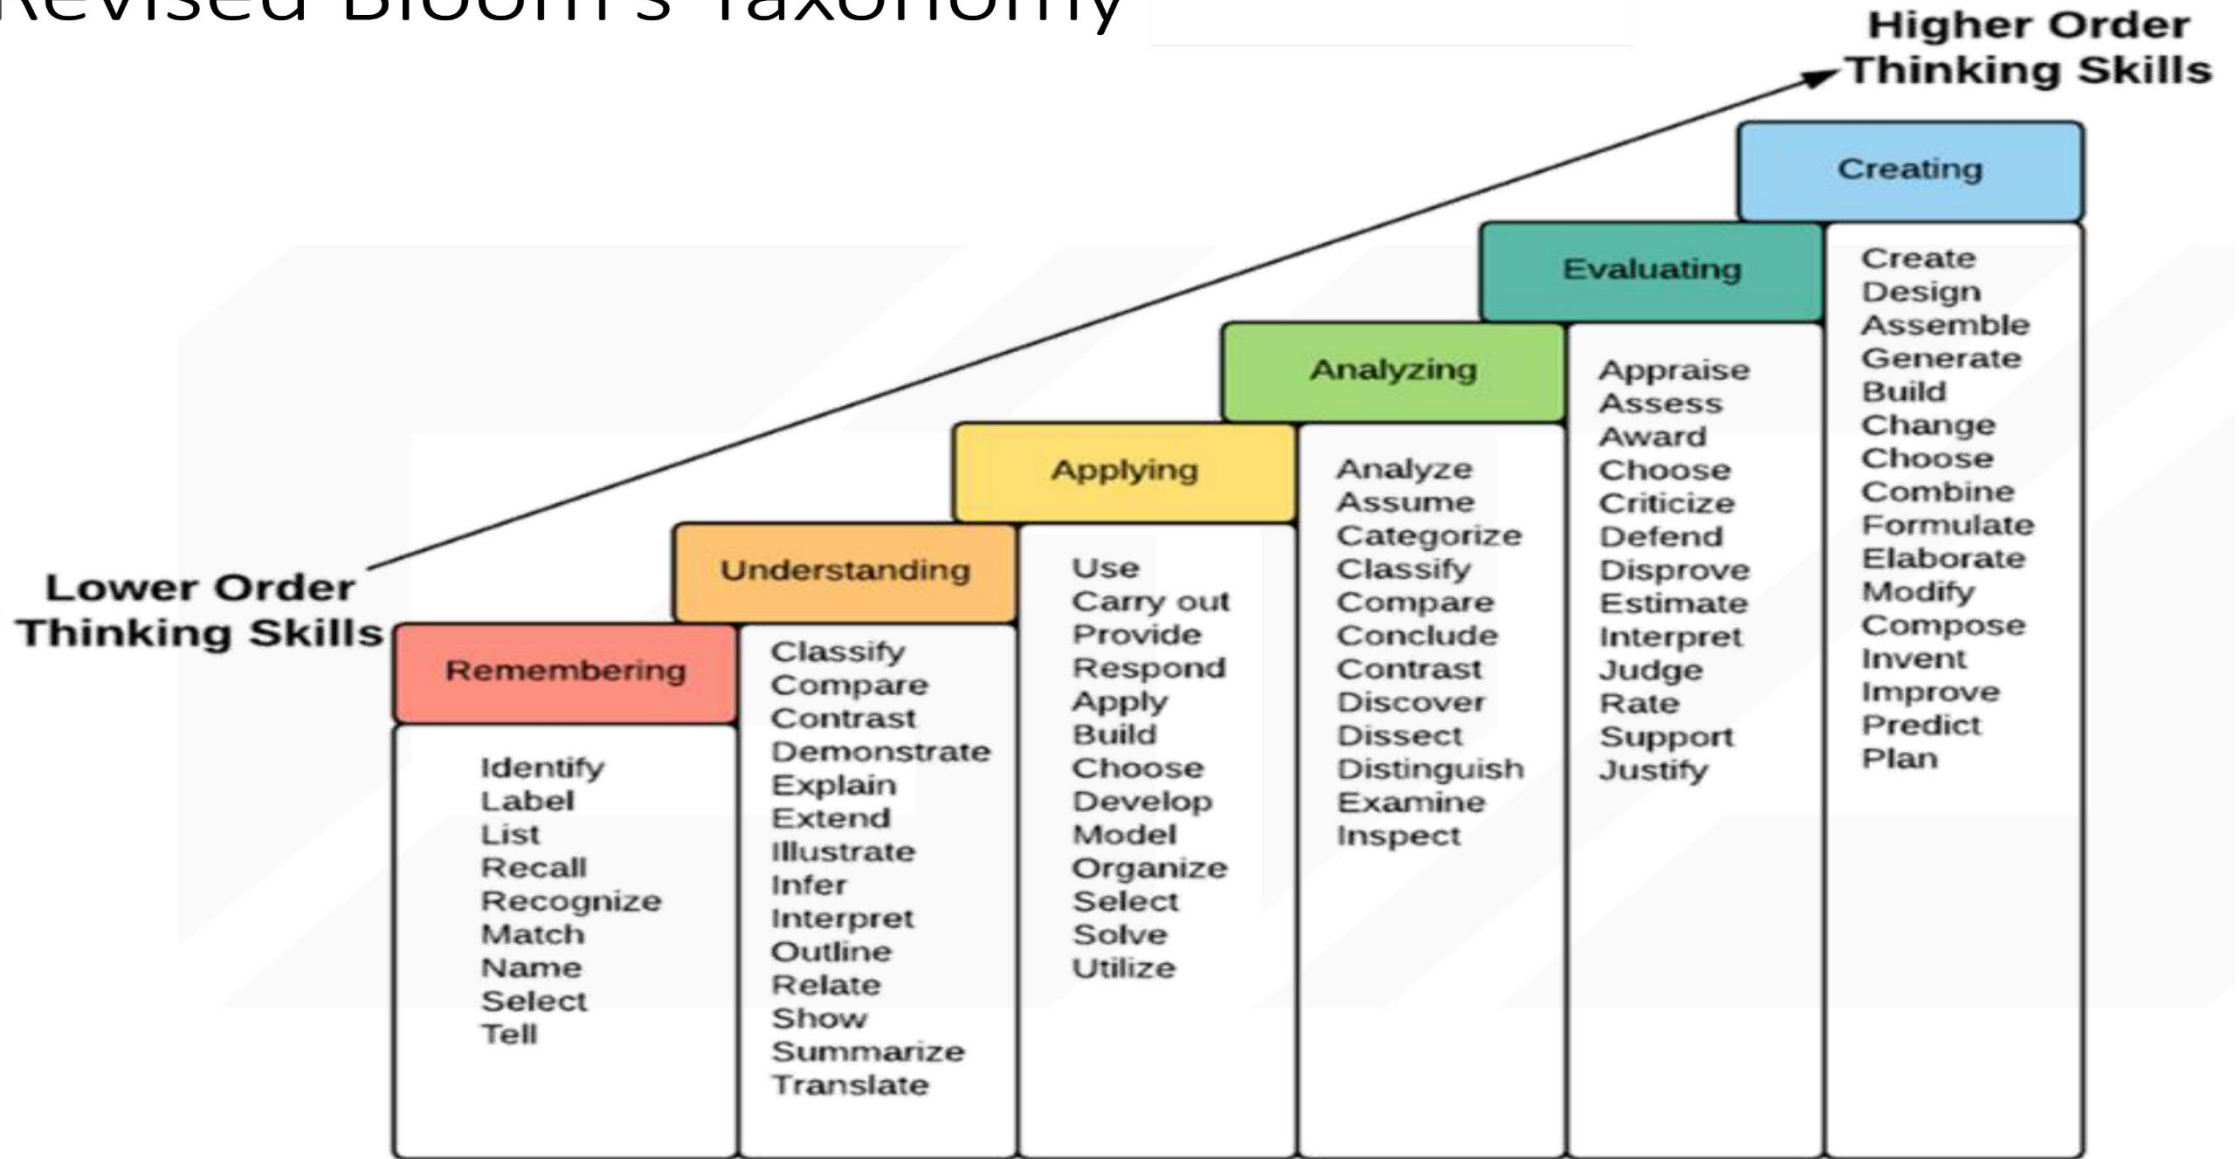 Revised Bloom's Taxonomy
Higher Order
Thinking Skills
Lower Order
Thinking Skills
Remembering
Identify
Label
List
Recall
Recognize
Match
Name
Select
Tell
Understanding
Classify
Compare
Contrast
Demonstrate
Explain
Extend
Illustrate
Infer
Interpret
Outline
Relate
Show
Summarize
Translate
Applying
Use
Carry out
Provide
Respond
Apply
Build
Choose
Develop
Model
Organize
Select
Solve
Utilize
Analyzing
Analyze
Assume
Categorize
Classify
Compare
Conclude
Contrast
Discover
Dissect
Distinguish
Examine
Inspect
Evaluating
Appraise
Assess
Award
Choose
Criticize
Defend
Disprove
Estimate
Interpret
Judge
Rate
Support
Justify
Creating
Create
Design
Assemble
Generate
Build
Change
Choose
Combine
Formulate
Elaborate
Modify
Compose
Invent
Improve
Predict
Plan